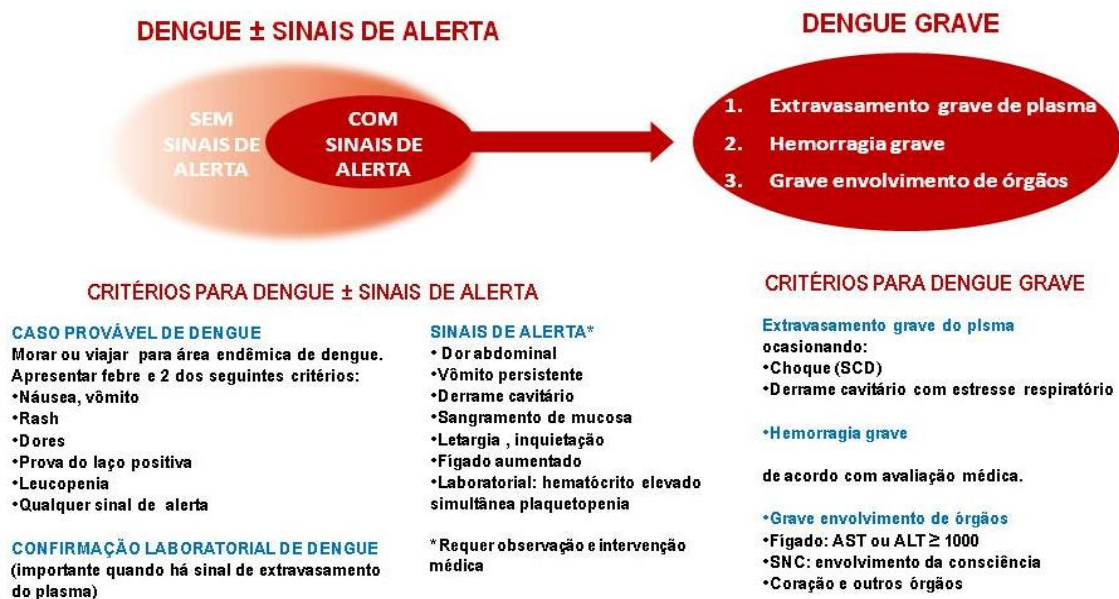 DENGUE ± SINAIS DE ALERTA
SEM
SINAIS DE
ALERTA
COM
SINAIS DE
ALERTA
DENGUE GRAVE
1. Extravasamento grave de plasma
2. Hemorragia grave
3. Grave envolvimento de órgãos
CRITÉRIOS PARA DENGUE ± SINAIS DE ALERTA
CASO PROVÁVEL DE DENGUE
Morar ou viajar para área endêmica de dengue.
Apresentar febre e 2 dos seguintes critérios:
•Náusea, vômito
•Rash
•Dores
•Prova do laço positiva
•Leucopenia
•Qualquer sinal de alerta
CONFIRMAÇÃO LABORATORIAL DE DENGUE
(importante quando há sinal de extravasamento
do plasma)
SINAIS DE ALERTA*
• Dor abdominal
•Vômito persistente
•Derrame cavitário
•Sangramento de mucosa
•Letargia , inquietação
•Fígado aumentado
•Laboratorial: hematócrito elevado
simultânea plaquetopenia
*Requer observação e intervenção
médica
CRITÉRIOS PARA DENGUE GRAVE
Extravasamento grave do plsma
ocasionando:
•Choque (SCD)
•Derrame cavitário com estresse respiratório
•Hemorragia grave
de acordo com avaliação médica.
•Grave envolvimento de órgãos
•Fígado: AST ou ALT ≥ 1000
•SNC: envolvimento da consciência
•Coração e outros órgãos